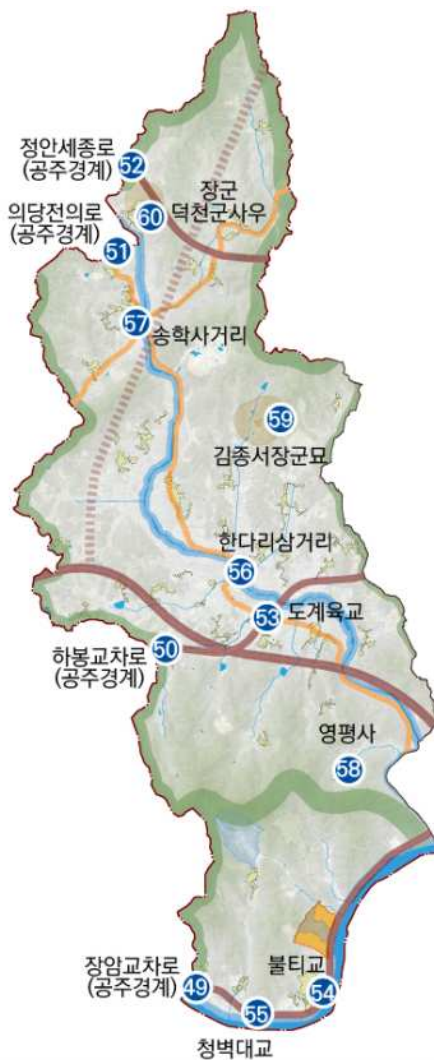 정안세종로
(공주경계)
52
장군
덕천군사우
60
의당전의로
(공주경계)
51
57
송학사거리
59
김종서장군묘
한다리삼거리
56
53
도계육교
하봉교차로
(공주경계)
50
영평사
58
장암교차로
(공주경계)
49
불티교
54
55
청벽대교